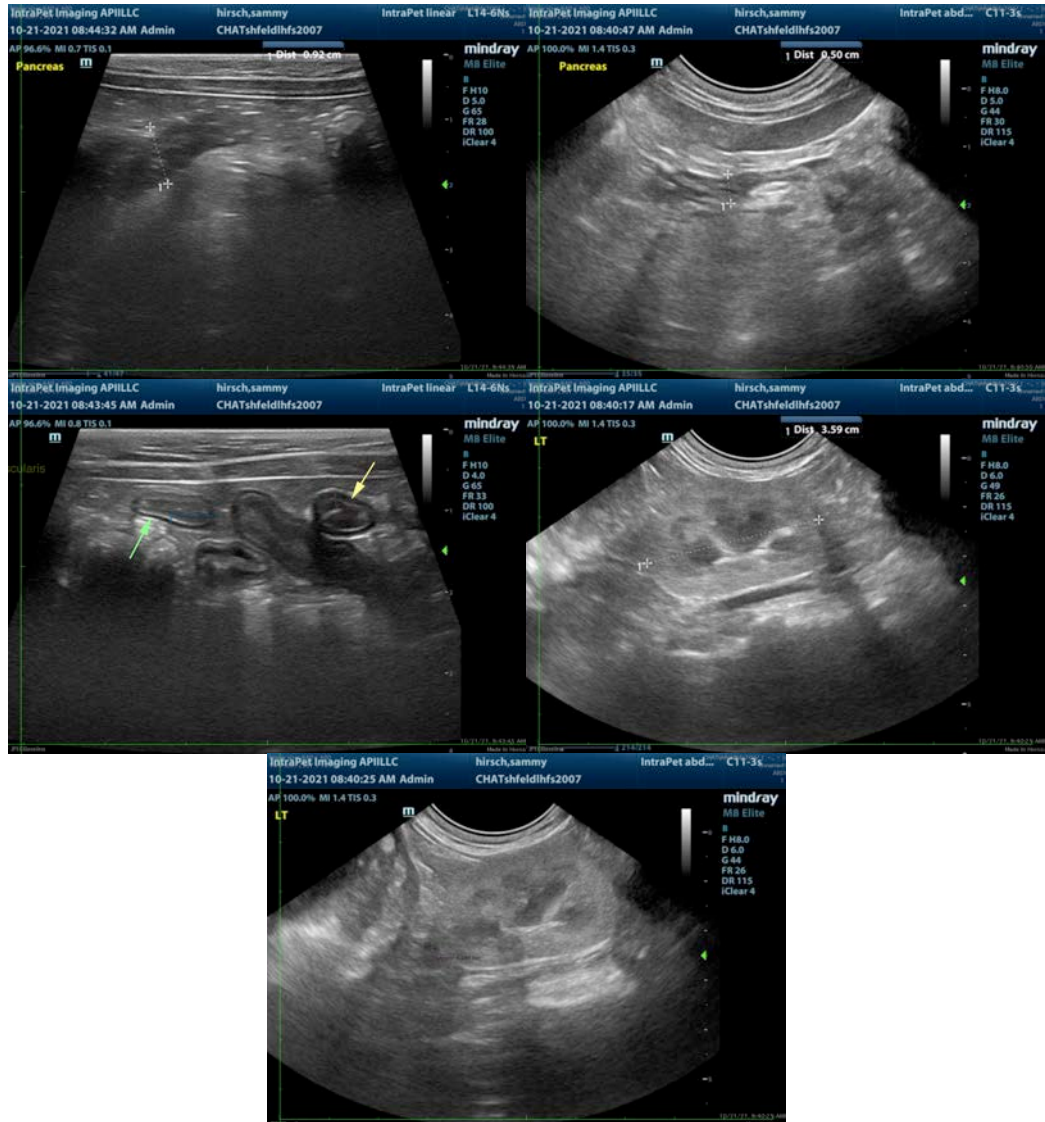 IntraPet Imaging APIILLC hirsch,sammy IntraPet linear L14-6Ns
10-21-2021 08:44:32 AM Admin CHATshfeldlhfs2007
AP 96.6% MI 0.7 TIS 0.1
1 Dist 0.92 cm
mindray
M8 Elite
Pancreas
m
B
F H10
D 5.0
G 65
FR 28
DR 100
iClear 4
1
IntraPet Imaging APIILLC hirsch,sammy IntraPet abd... C11-3s
10-21-2021 08:40:47 AM Admin CHATshfeldlhfs2007
AP 100.0% MI 1.4 TIS 0.3
1 Dist 0.50 cm
mindray
M8 Elite
Pancreas
m
B
F H8.0
D 5.0
G 44
FR 30
DR 115
iClear 4
1
IntraPet Imaging APIILLC hirsch,sammy IntraPet linear L14-6Ns
10-21-2021 08:43:45 AM Admin CHATshfeldlhfs2007
AP 96.6% MI 0.8 TIS 0.1
mindray
M8 Elite
m
scularis
B
F H10
D 4.0
G 65
FR 33
DR 100
iClear 4
IntraPet Imaging APIILLC hirsch,sammy IntraPet abd... C11-3s
10-21-2021 08:40:17 AM Admin CHATshfeldlhfs2007
AP 100.0% MI 1.4 TIS 0.3
1 Dist 3.59 cm
mindray
M8 Elite
LT
m
B
F H8.0
D 6.0
G 49
FR 26
DR 115
iClear 4
1
214/214
IntraPet Imaging APIILLC hirsch,sammy IntraPet abd... C11-3s
10-21-2021 08:40:25 AM Admin CHATshfeldlhfs2007
AP 100.0% MI 1.4 TIS 0.3
mindray
M8 Elite
LT
m
B
F H8.0
D 6.0
G 44
FR 26
DR 115
iClear 4